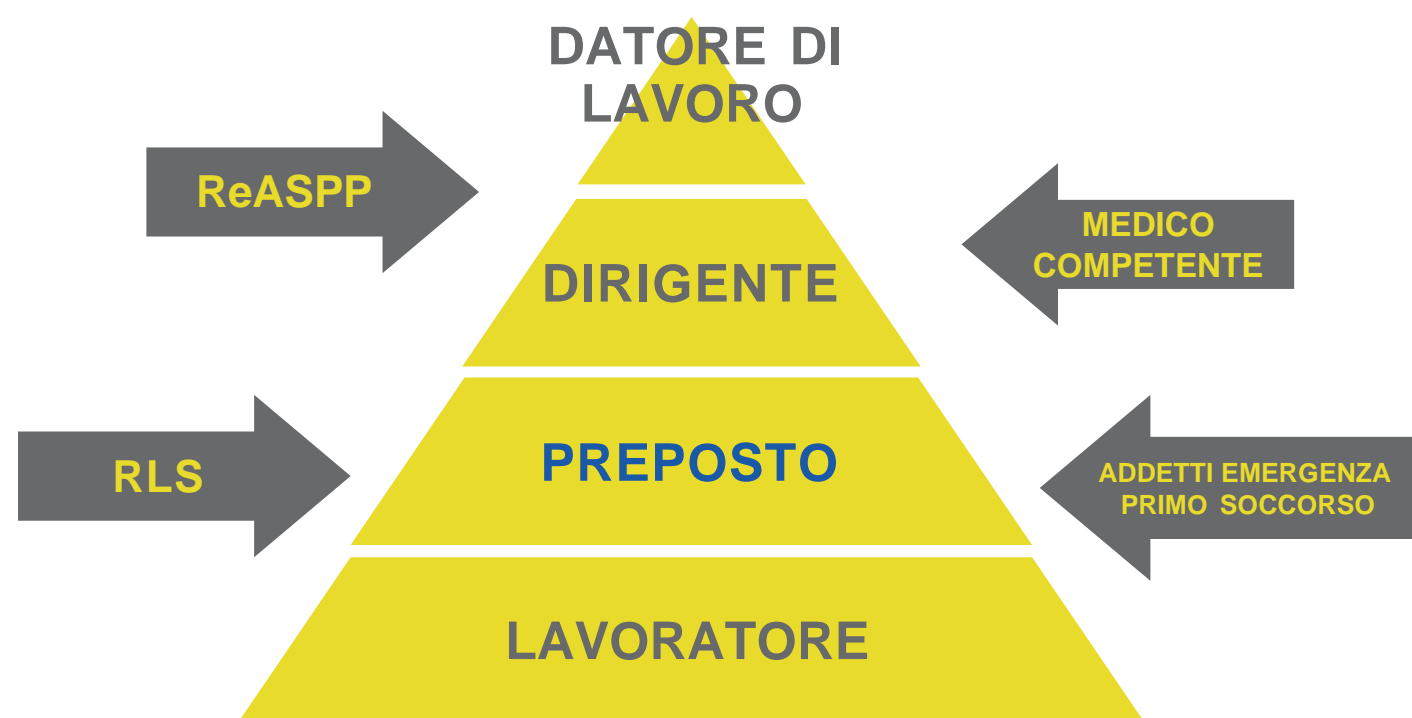 DATORE DI
LAVORO
ReASPP
MEDICO
COMPETENTE
DIRIGENTE
RLS
PREPOSTO
ADDETTI EMERGENZA
PRIMO SOCCORSO
LAVORATORE